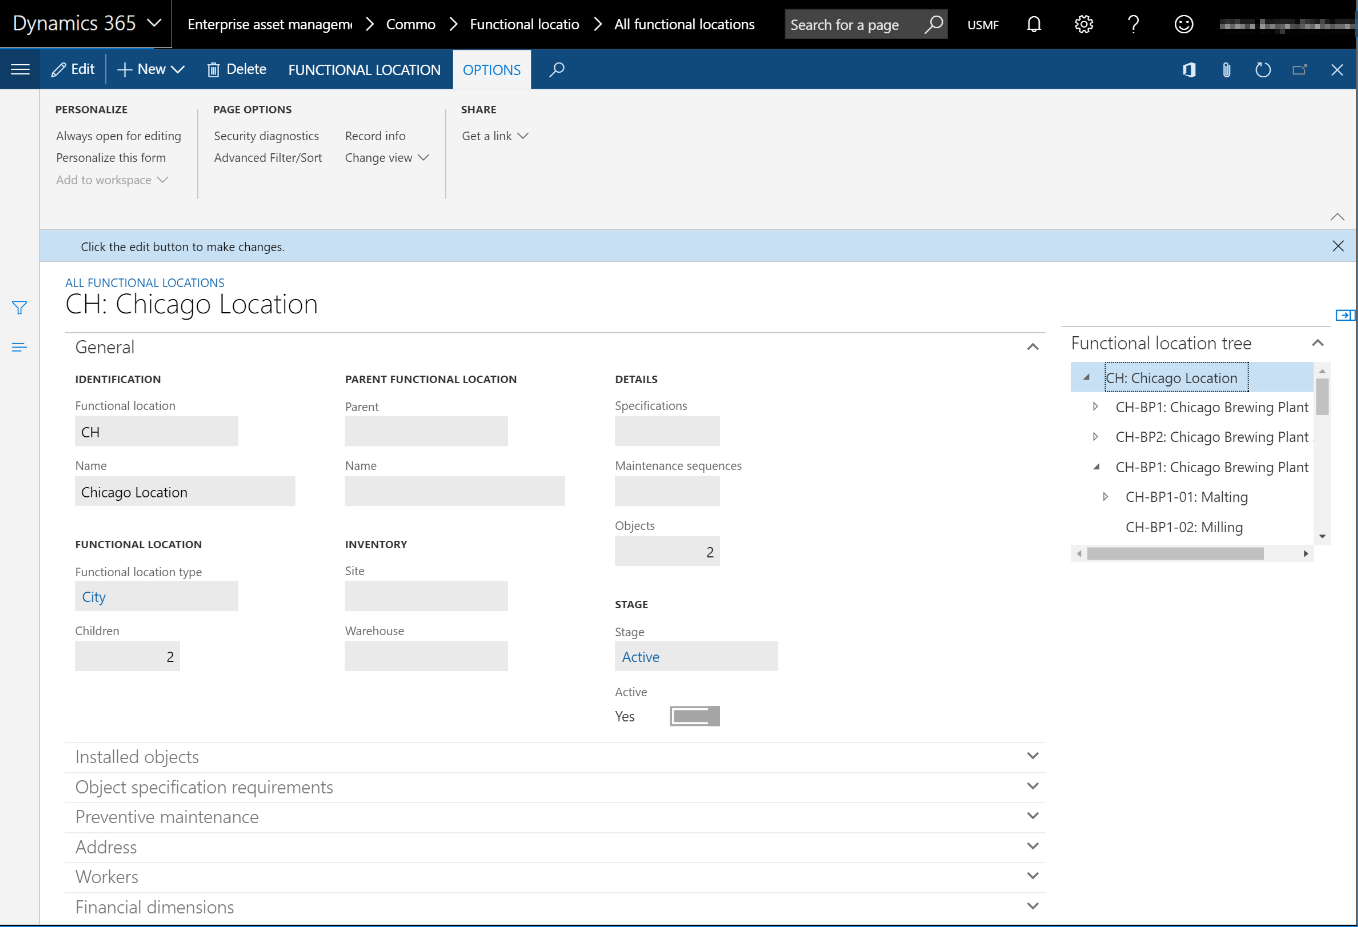 Dynamics 365 Enterprise asset manageme Commo Functional locatio All functional locations Search for a page USMF
Edit New Delete FUNCTIONAL LOCATION OPTIONS
PERSONALIZE PAGE OPTIONS SHARE
Always open for editing Security diagnostics Record info Get a link
Personalize this form Advanced Filter/Sort Change view
Add to workspace
Click the edit button to make changes.
ALL FUNCTIONAL LOCATIONS
CH: Chicago Location
General
IDENTIFICATION
Functional location
CH
Name
Chicago Location
FUNCTIONAL LOCATION
Functional location type
City
Children
2
PARENT FUNCTIONAL LOCATION
Parent
Name
INVENTORY
Site
Warehouse
DETAILS
Specifications
Maintenance sequences
Objects
2
STAGE
Stage
Active
Active
Yes
Installed objects
Object specification requirements
Preventive maintenance
Address
Workers
Financial dimensions
Functional location tree
CH: Chicago Location
CH-BP1: Chicago Brewing Plant
CH-BP2: Chicago Brewing Plant
CH-BP1: Chicago Brewing Plant
CH-BP1-01: Malting
CH-BP1-02: Milling